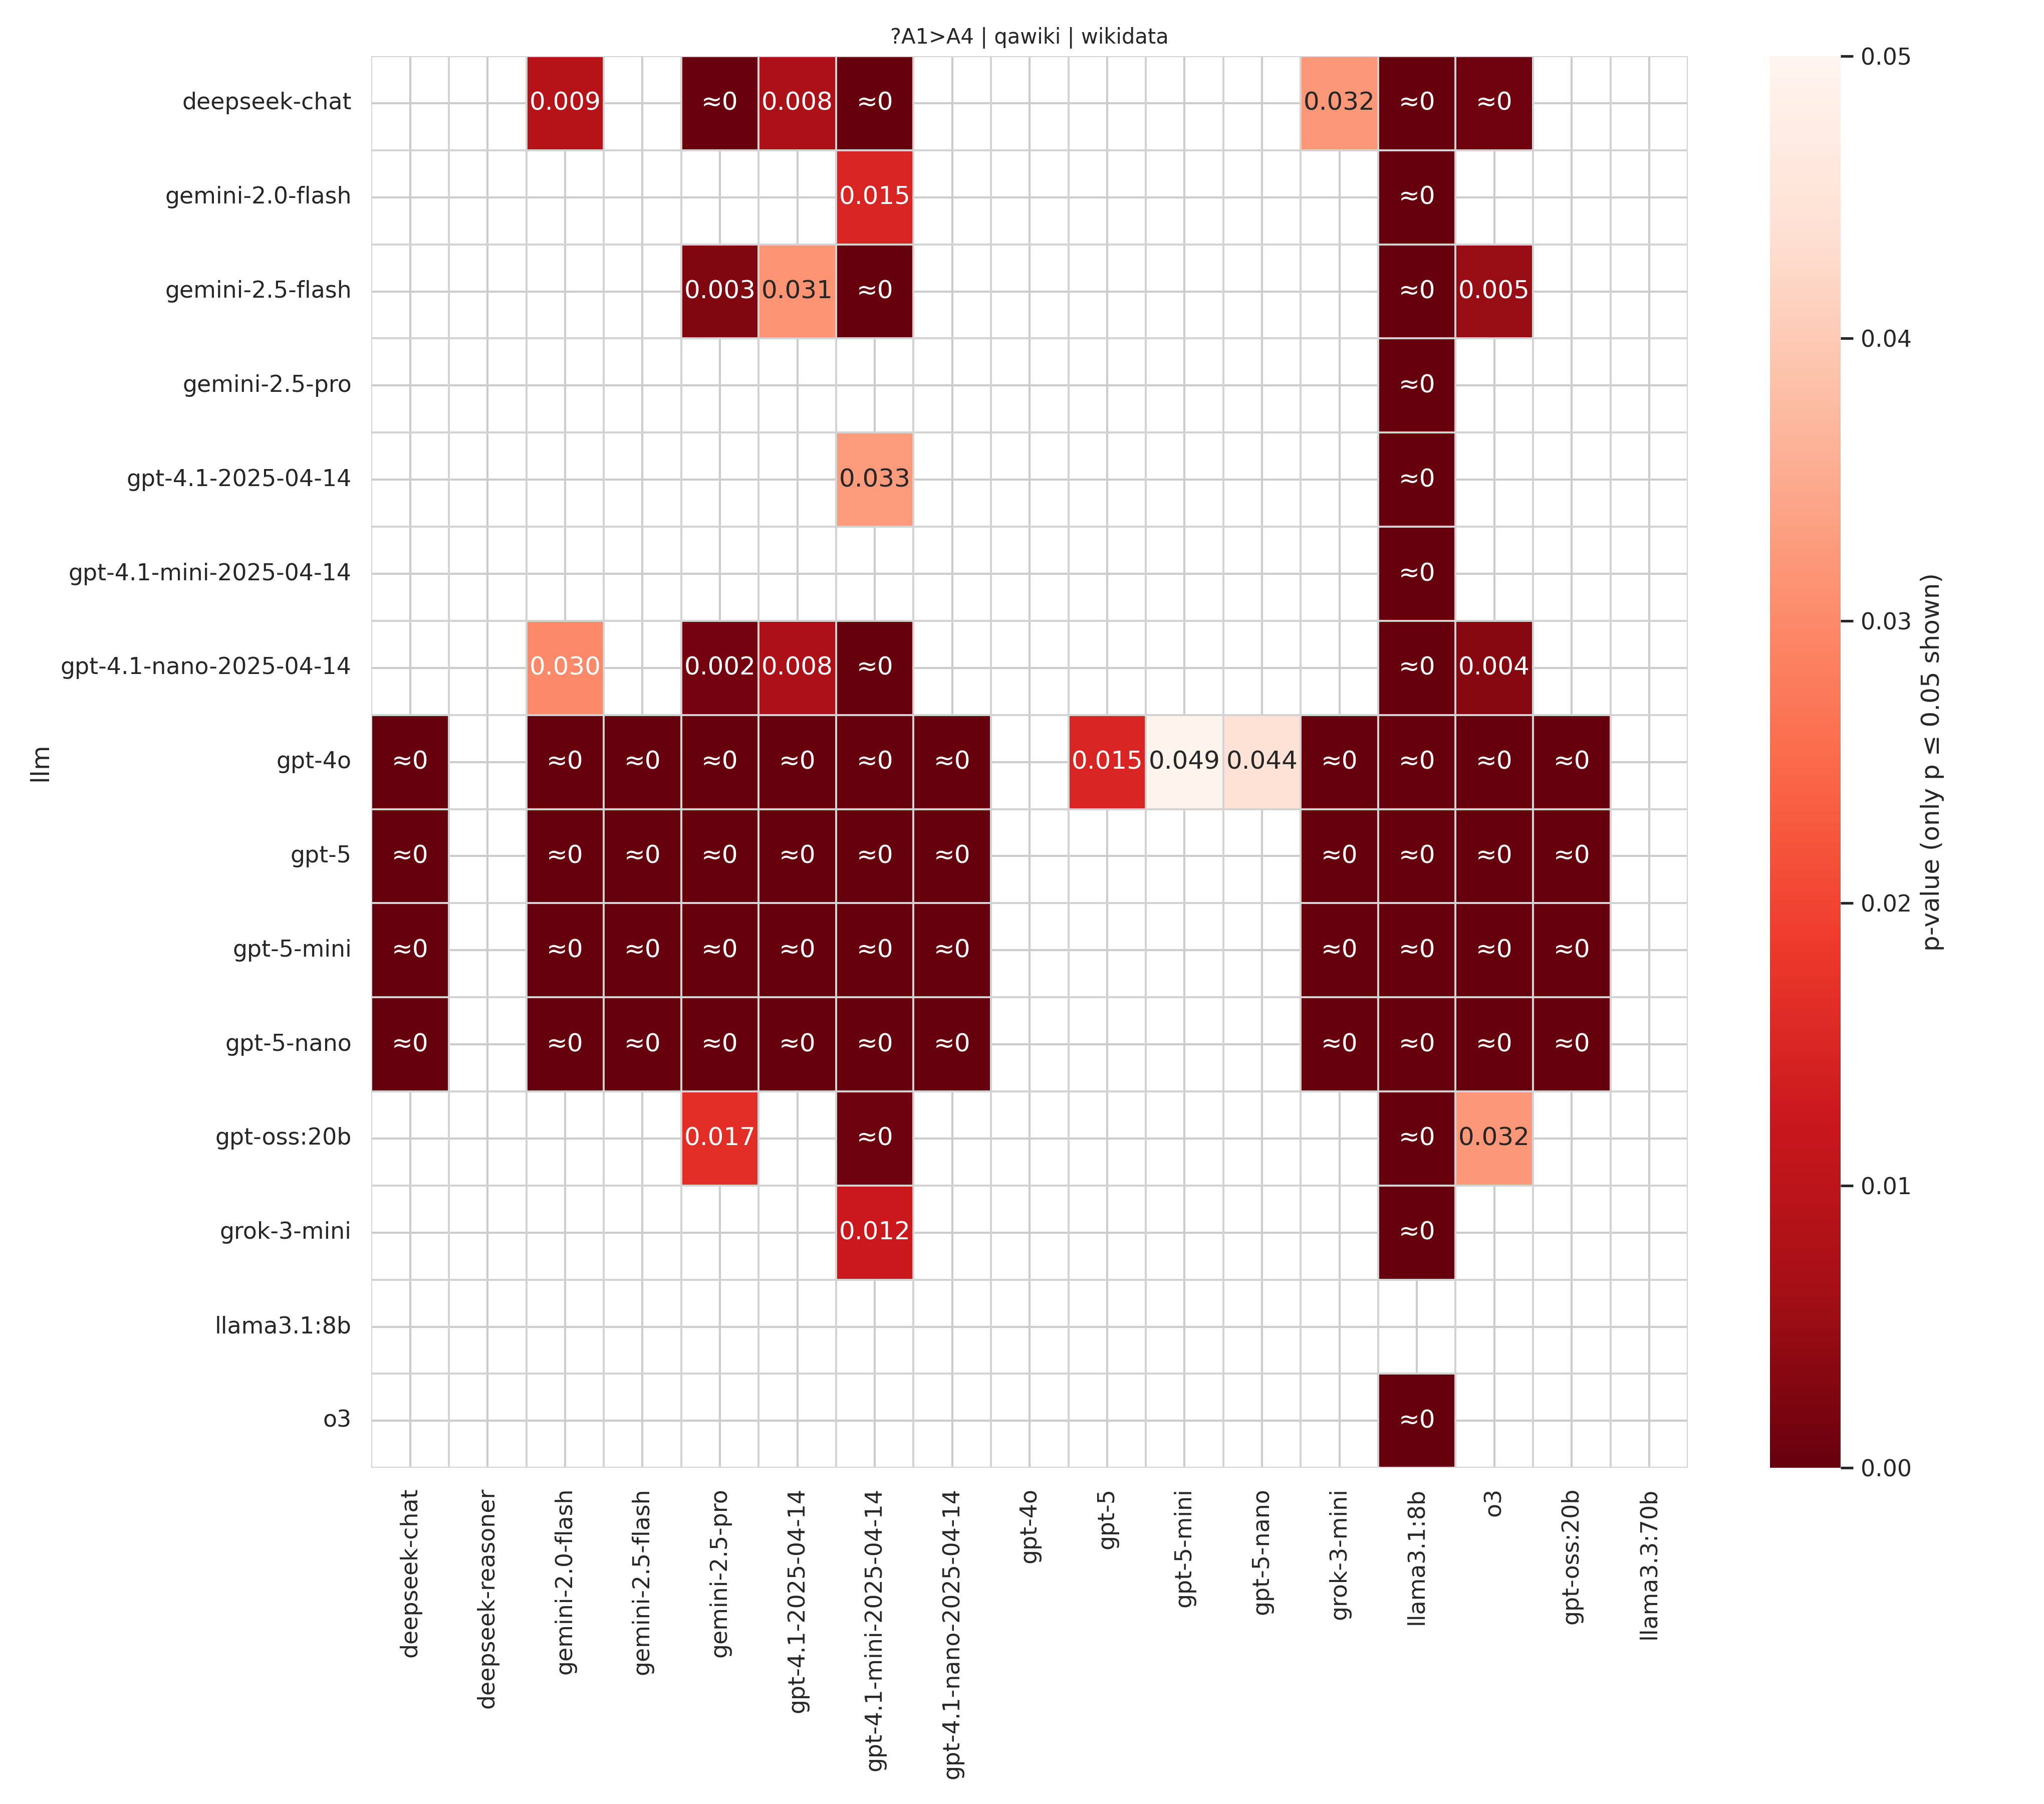 ?A1>A4 | qawiki | wikidata
deepseek-chat 0.009 ≈0 0.008 ≈0 0.032 ≈0 ≈0
gemini-2.0-flash 0.015 ≈0
gemini-2.5-flash 0.003 0.031 ≈0 ≈0 0.005
gemini-2.5-pro ≈0
gpt-4.1-2025-04-14 0.033 ≈0
gpt-4.1-mini-2025-04-14 ≈0
gpt-4.1-nano-2025-04-14 0.030 0.002 0.008 ≈0 ≈0 0.004
gpt-4o ≈0 ≈0 ≈0 ≈0 ≈0 ≈0 ≈0 0.015 0.049 0.044 ≈0 ≈0 ≈0 ≈0
gpt-5 ≈0 ≈0 ≈0 ≈0 ≈0 ≈0 ≈0 ≈0 ≈0 ≈0 ≈0
gpt-5-mini ≈0 ≈0 ≈0 ≈0 ≈0 ≈0 ≈0 ≈0 ≈0 ≈0 ≈0
gpt-5-nano ≈0 ≈0 ≈0 ≈0 ≈0 ≈0 ≈0 ≈0 ≈0 ≈0 ≈0
gpt-oss:20b 0.017 ≈0 ≈0 0.032
grok-3-mini 0.012 ≈0
llama3.1:8b
o3 ≈0
llm
deepseek-chat
deepseek-reasoner
gemini-2.0-flash
gemini-2.5-flash
gemini-2.5-pro
gpt-4.1-2025-04-14
gpt-4.1-mini-2025-04-14
gpt-4.1-nano-2025-04-14
gpt-4o
gpt-5
gpt-5-mini
gpt-5-nano
grok-3-mini
llama3.1:8b
o3
gpt-oss:20b
llama3.3:70b
0.05
0.04
0.03
0.02
0.01
0.00
p-value (only p ≤ 0.05 shown)